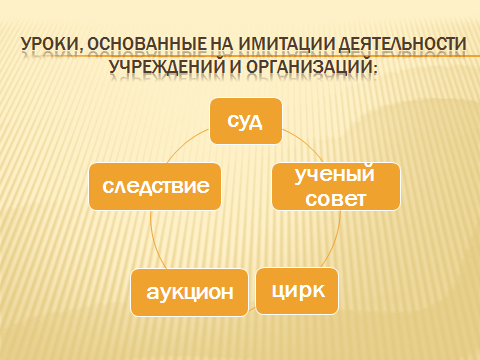 УРОКИ, ОСНОВАННЫЕ НА ИМИТАЦИИ ДЕЯТЕЛЬНОСТИ
УЧРЕЖДЕНИЙ И ОРГАНИЗАЦИЙ:
суд
ученый
совет
цирк
аукцион
следствие